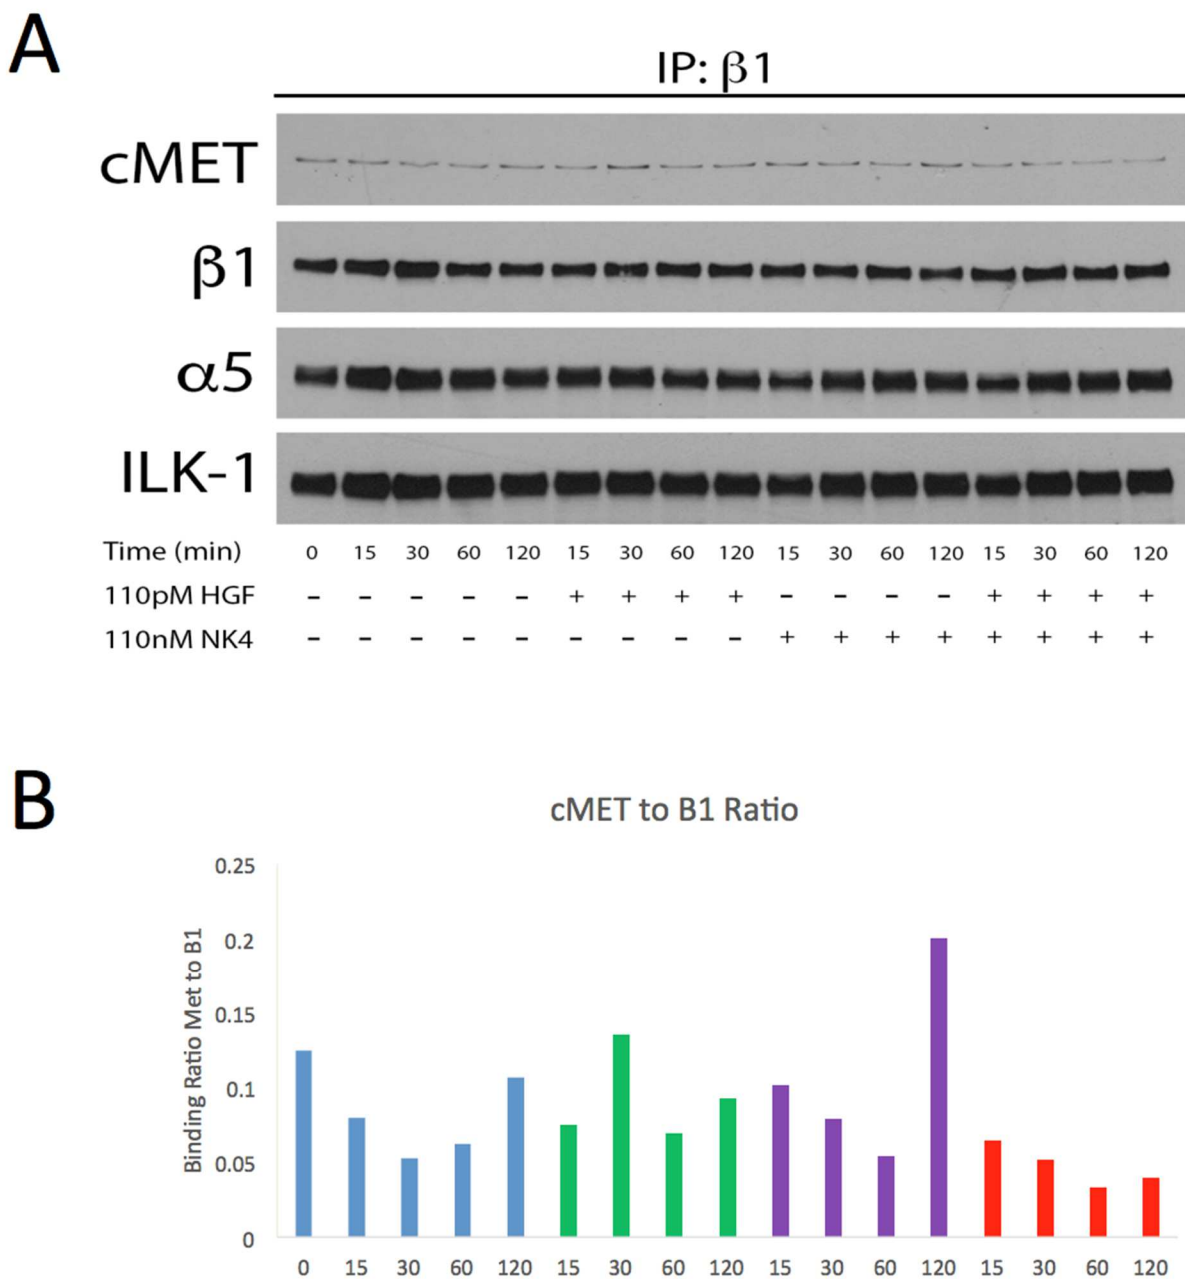 A
IP: β1
cMET
β1
α5
ILK-1
Time (min) 0 15 30 60 120 15 30 60 120 15 30 60 120 15 30 60 120
110pM HGF – – – – – + + + + – – – – + + + +
110nM NK4 – – – – – – – – – + + + + + + + +
B
cMET to B1 Ratio
Binding Ratio Met to B1
0.25
0.2
0.15
0.1
0.05
0
0 15 30 60 120 15 30 60 120 15 30 60 120 15 30 60 120